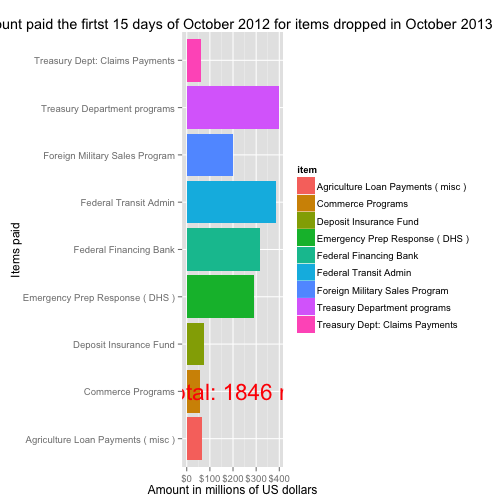 ount paid the firtst 15 days of October 2012 for items dropped in October 2013
Items paid
Treasury Dept: Claims Payments
Treasury Department programs
Foreign Military Sales Program
Federal Transit Admin
Federal Financing Bank
Emergency Prep Response ( DHS )
Deposit Insurance Fund
Commerce Programs
otal: 1846 m
Agriculture Loan Payments ( misc )
$0 $100 $200 $300 $400
Amount in millions of US dollars
item
Agriculture Loan Payments ( misc )
Commerce Programs
Deposit Insurance Fund
Emergency Prep Response ( DHS )
Federal Financing Bank
Federal Transit Admin
Foreign Military Sales Program
Treasury Department programs
Treasury Dept: Claims Payments